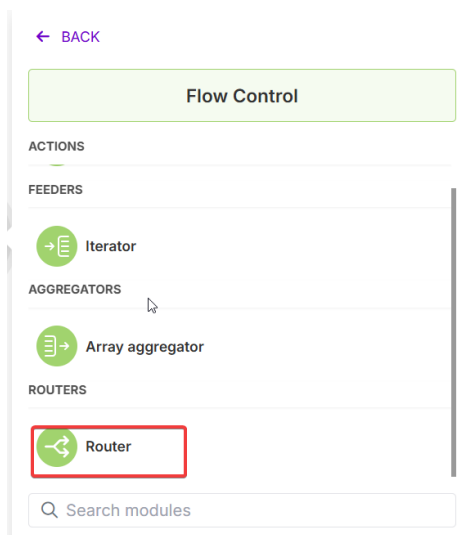 BACK
Flow Control
ACTIONS
FEEDERS
Iterator
AGGREGATORS
Array aggregator
ROUTERS
Router
Search modules